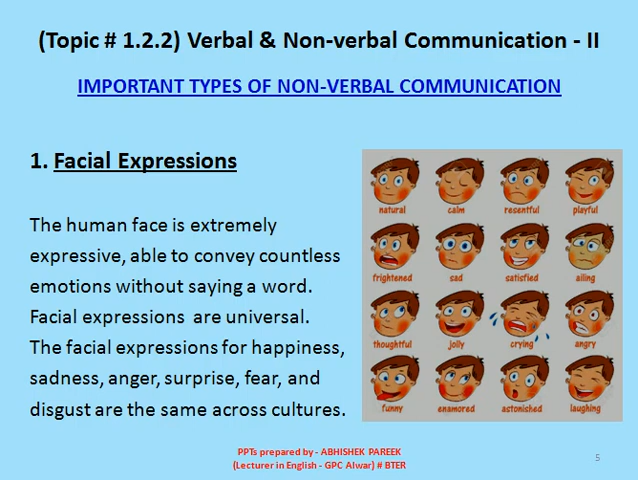 (Topic # 1.2.2) Verbal & Non-verbal Communication - II
IMPORTANT TYPES OF NON-VERBAL COMMUNICATION
1. Facial Expressions
The human face is extremely
expressive, able to convey countless
emotions without saying a word.
Facial expressions are universal.
The facial expressions for happiness,
sadness, anger, surprise, fear, and
disgust are the same across cultures.
natural calm resentful playful
frightened sad satisfied ailing
thoughtful jolly crying angry
funny enamored astonished laughing
PPTs prepared by - ABHISHEK PAREEK
(Lecturer in English - GPC Alwar) # BTER
5